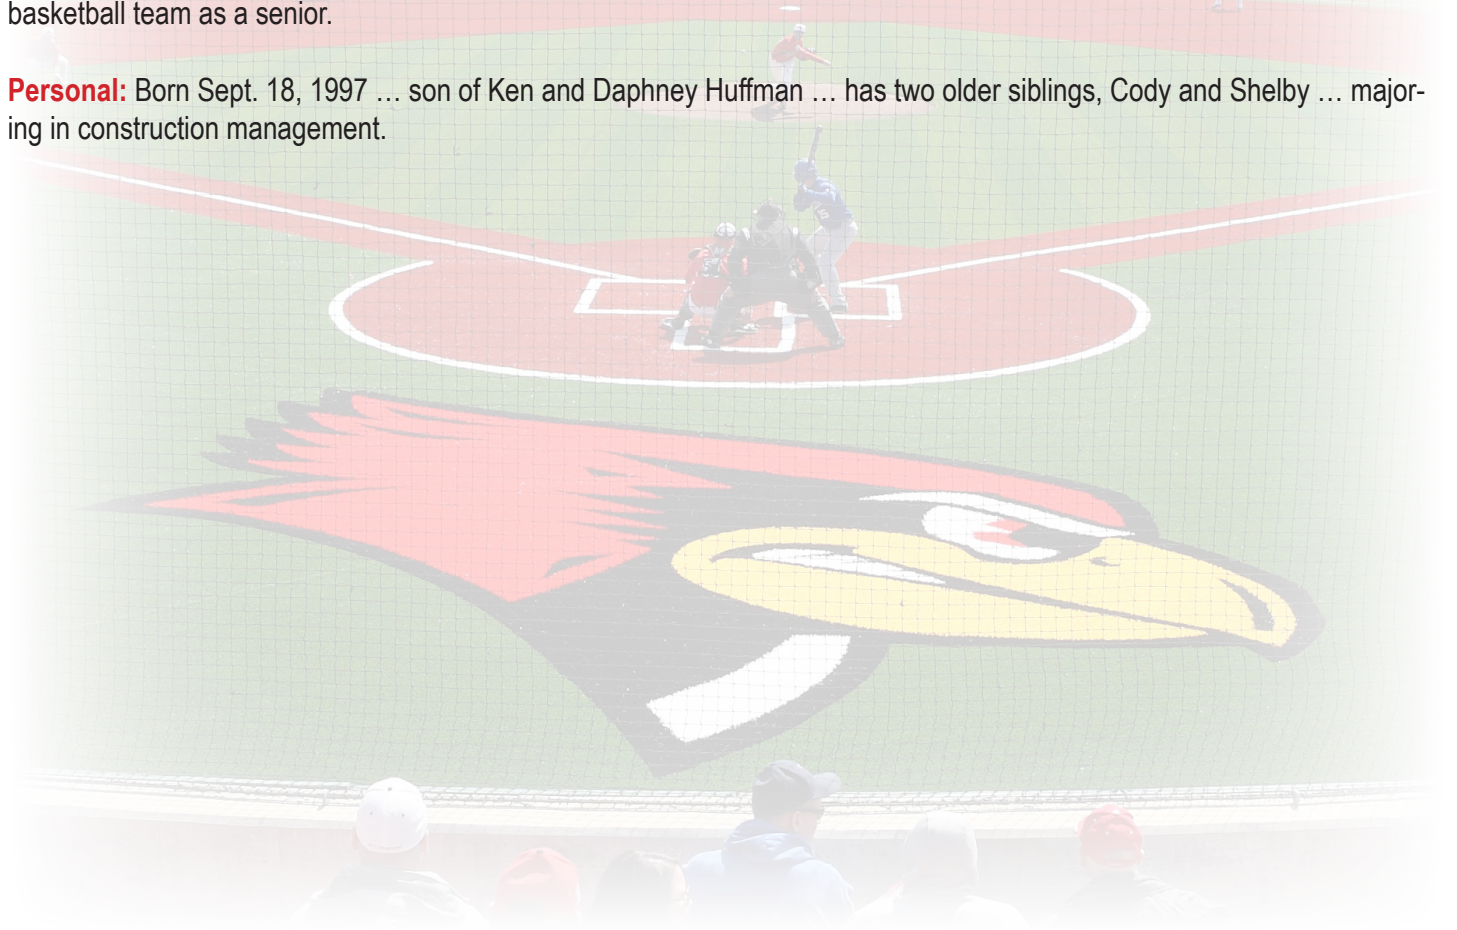 basketball team as a senior.
Personal: Born Sept. 18, 1997 … son of Ken and Daphney Huffman … has two older siblings, Cody and Shelby … major-
ing in construction management.